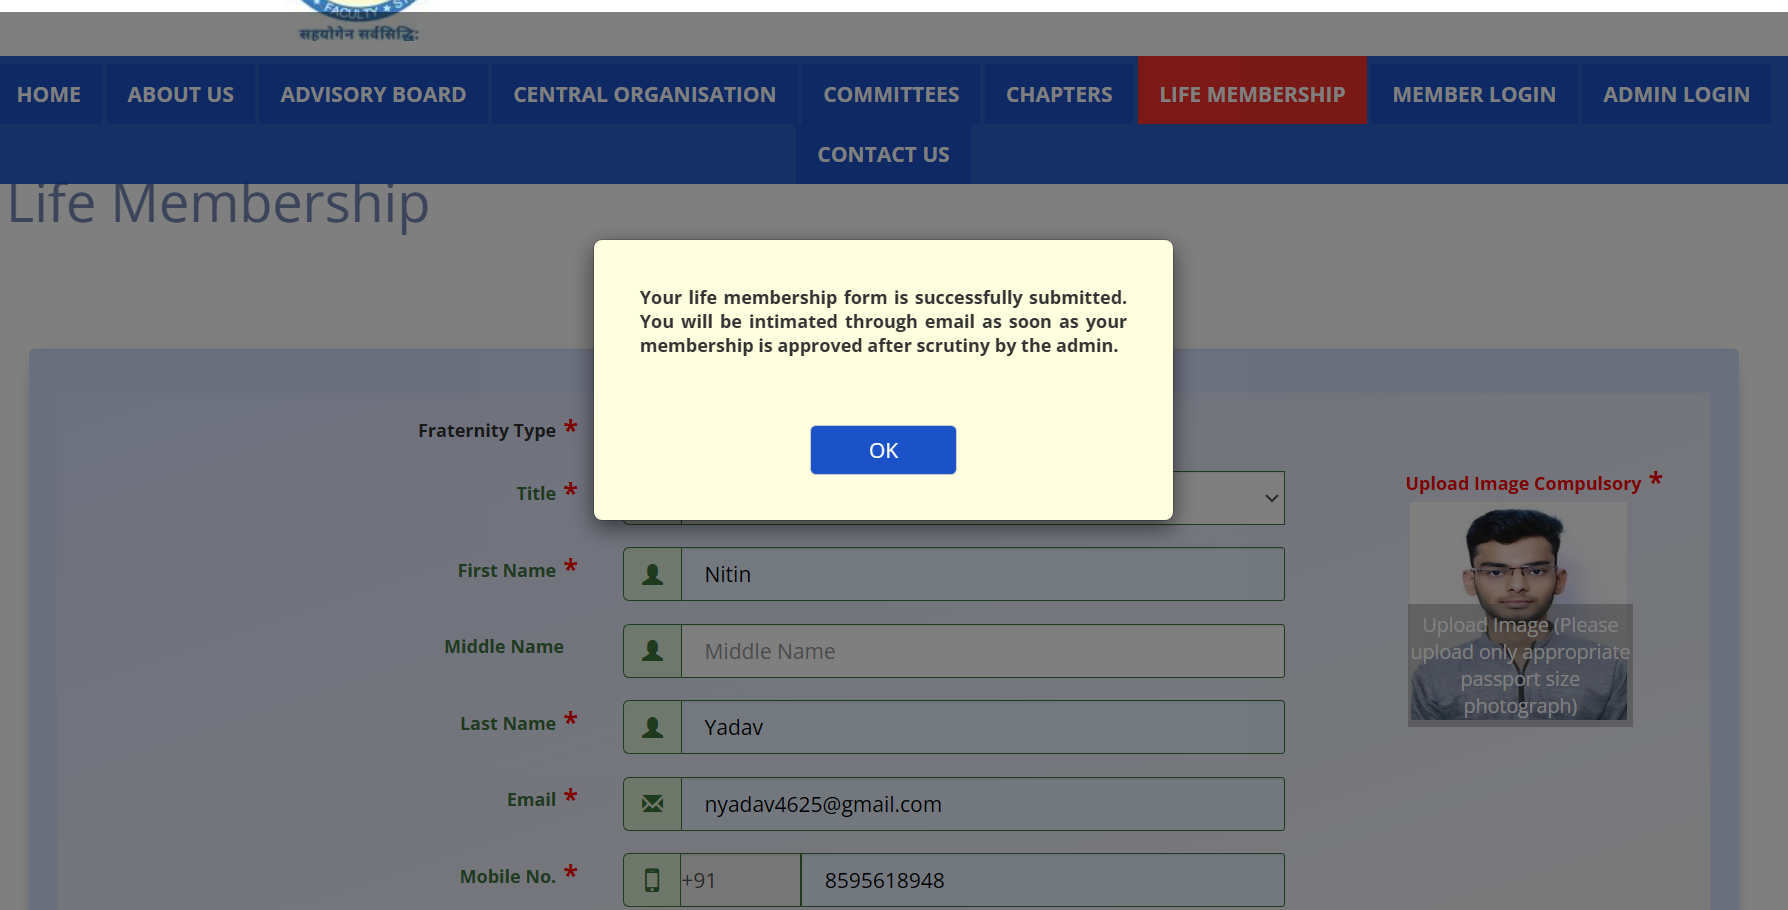 ★ FACULTY ★
सहयोगेन सर्वसिद्धिः
HOME
ABOUT US
ADVISORY BOARD
CENTRAL ORGANISATION
COMMITTEES
CHAPTERS
LIFE MEMBERSHIP
MEMBER LOGIN
ADMIN LOGIN
CONTACT US
Life Membership
Your life membership form is successfully submitted.
You will be intimated through email as soon as your
membership is approved after scrutiny by the admin.
OK
Fraternity Type *
Title *
Upload Image Compulsory *
First Name *
Nitin
Upload Image (Please
upload only appropriate
passport size
photograph)
Middle Name
Middle Name
Last Name *
Yadav
Email *
nyadav4625@gmail.com
Mobile No. *
+91
8595618948